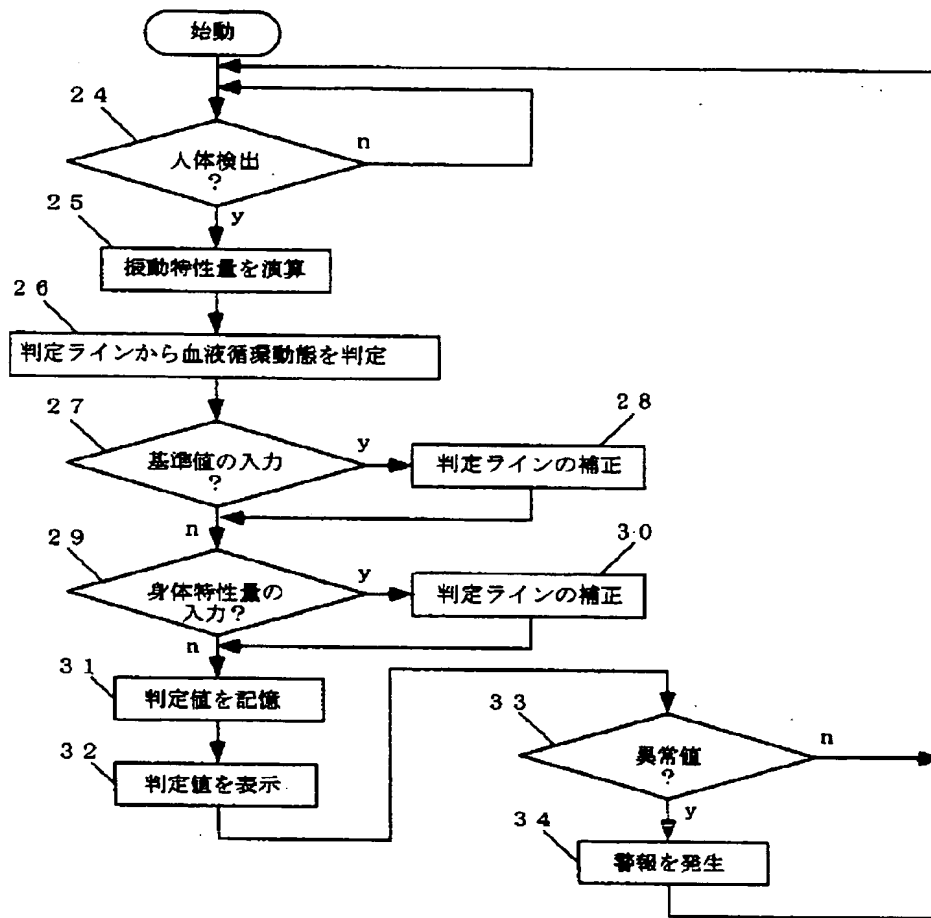 始動
２４
人体検出
？
n
y
２５
振動特性量を演算
２６
判定ラインから血液循環動態を判定
２７
基準値の入力
？
y
n
２８
判定ラインの補正
２９
身体特性量の
入力？
y
n
３０
判定ラインの補正
３１
判定値を記憶
３２
判定値を表示
３３
異常値
？
n
y
３４
警報を発生